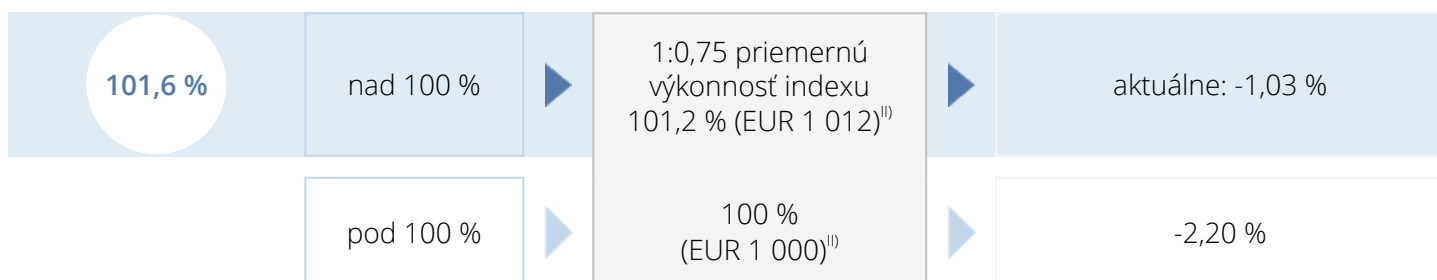 101,6 %
nad 100 %
1:0,75 priemernú
výkonnosť indexu
101,2 % (EUR 1 012)II)
aktuálne: -1,03 %
pod 100 %
100 %
(EUR 1 000)II)
-2,20 %